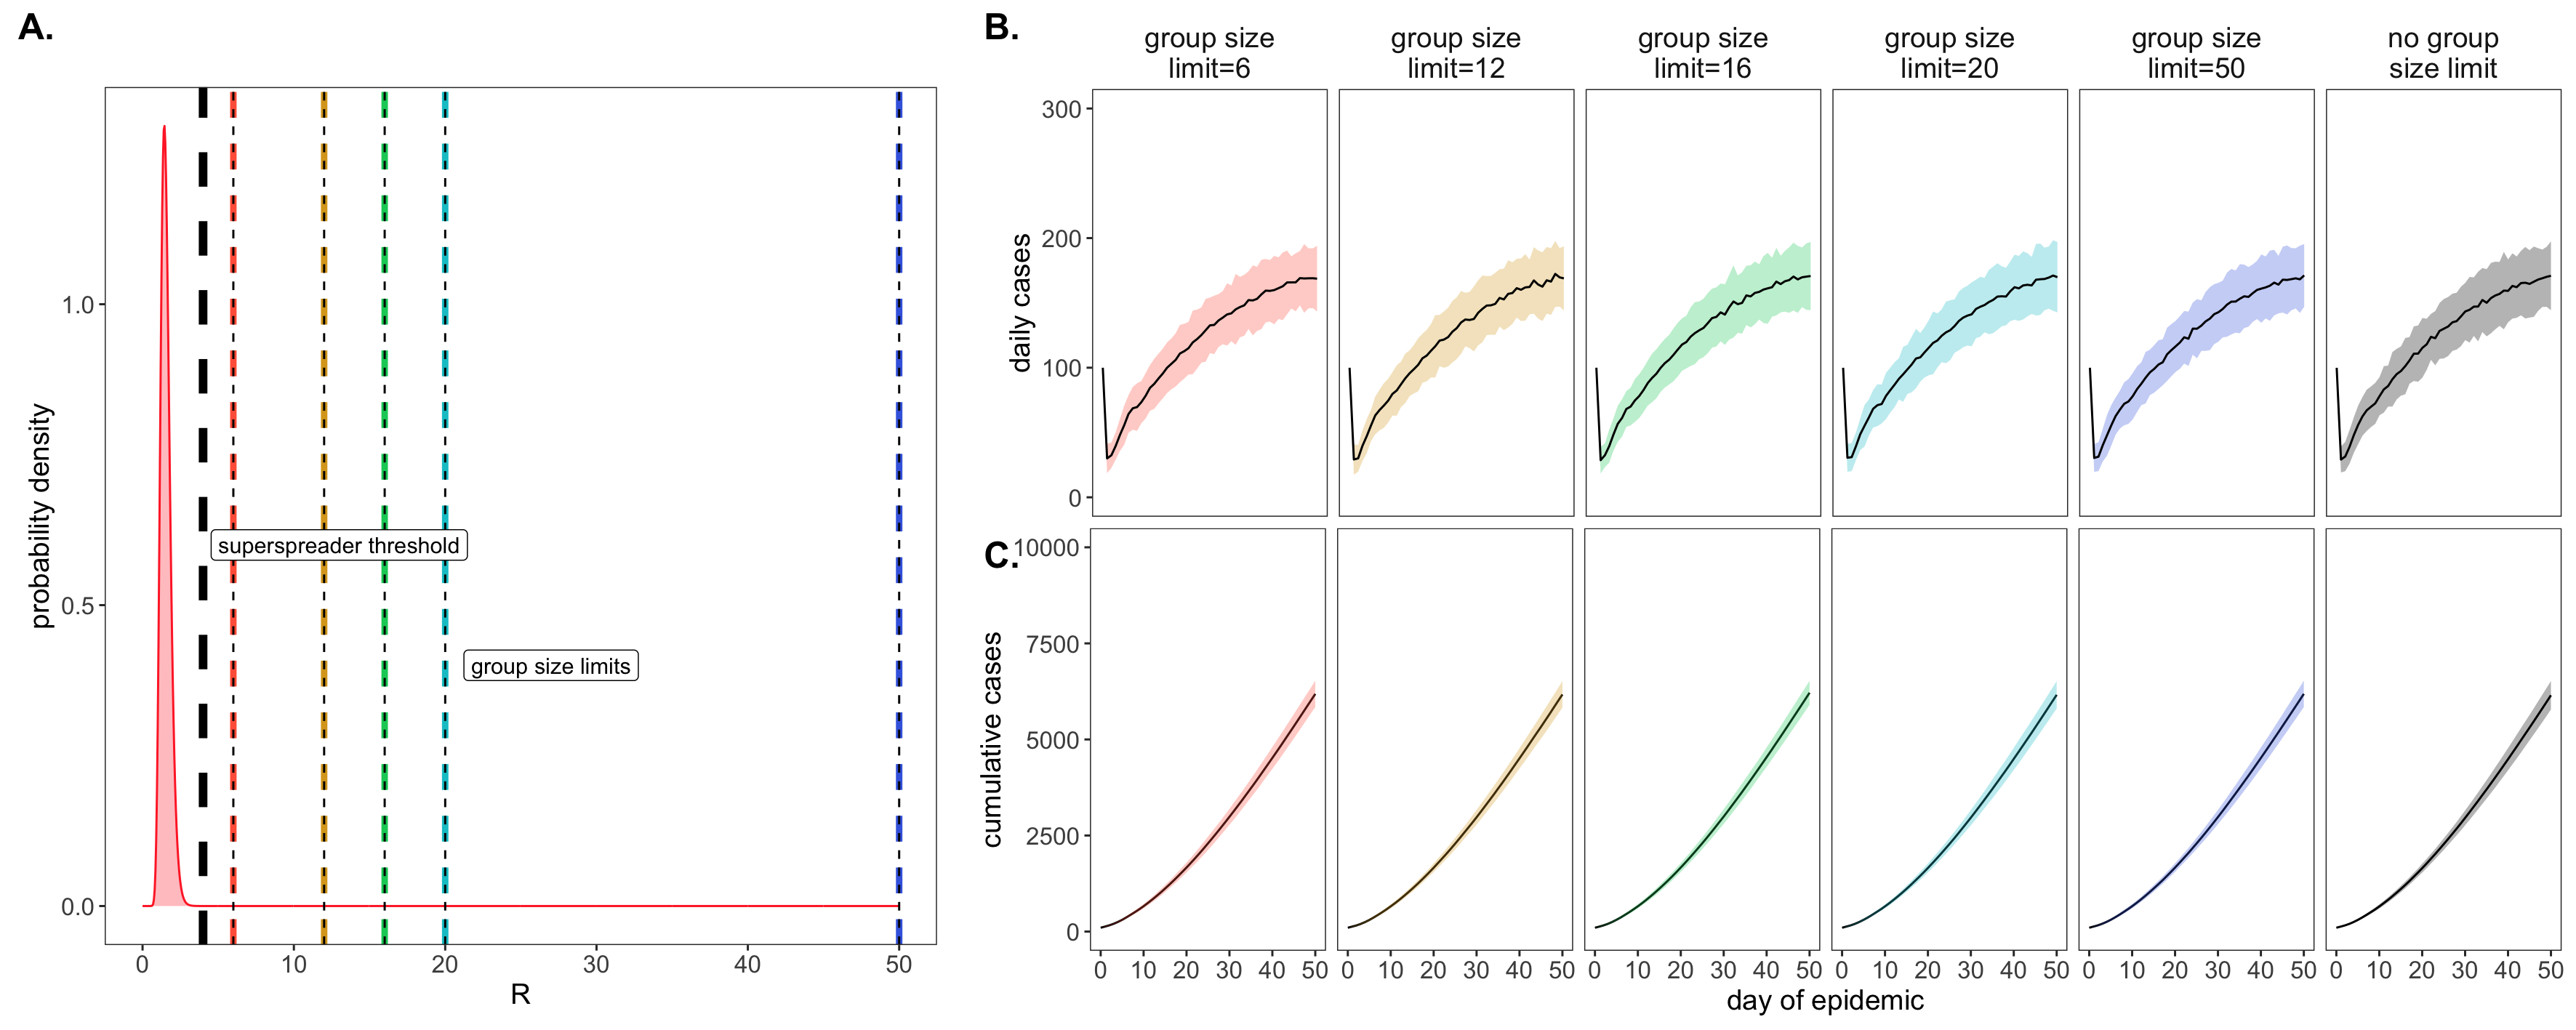 A.
probability density
1.0
0.5
0.0
superspreader threshold
group size limits
0 10 20 30 40 50
R
B.
group size
limit=6
group size
limit=12
group size
limit=16
group size
limit=20
group size
limit=50
no group
size limit
daily cases
300
200
100
0
C.
cumulative cases
10000
7500
5000
2500
0
0 10 20 30 40 50
0 10 20 30 40 50
0 10 20 30 40 50
0 10 20 30 40 50
0 10 20 30 40 50
0 10 20 30 40 50
day of epidemic